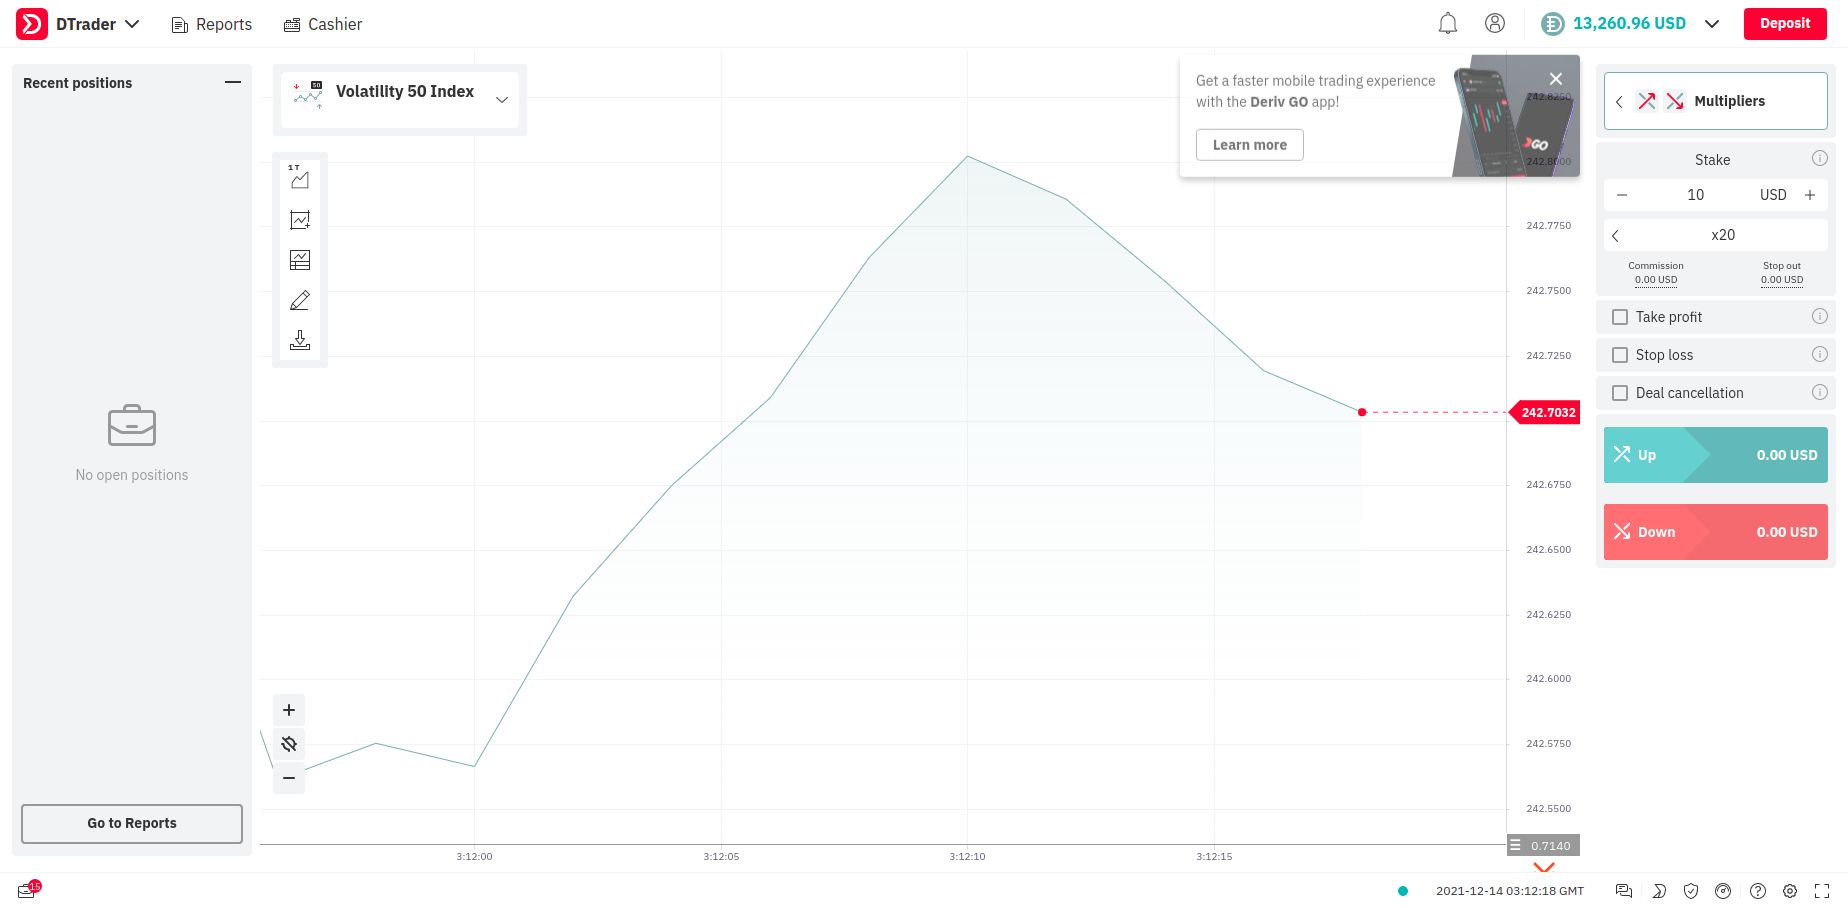 DTrader
Reports
Cashier
13,260.96 USD
Deposit
Recent positions
No open positions
Go to Reports
50
Volatility 50 Index
1 T
Get a faster mobile trading experience
with the Deriv GO app!
Learn more
GO
242.8250
242.8000
242.7750
242.7500
242.7250
242.7032
242.6750
242.6500
242.6250
242.6000
242.5750
242.5500
0.7140
3:12:00
3:12:05
3:12:10
3:12:15
Multipliers
Stake
10
USD
x20
Commission
0.00 USD
Stop out
0.00 USD
Take profit
Stop loss
Deal cancellation
Up
0.00 USD
Down
0.00 USD
15
2021-12-14 03:12:18 GMT